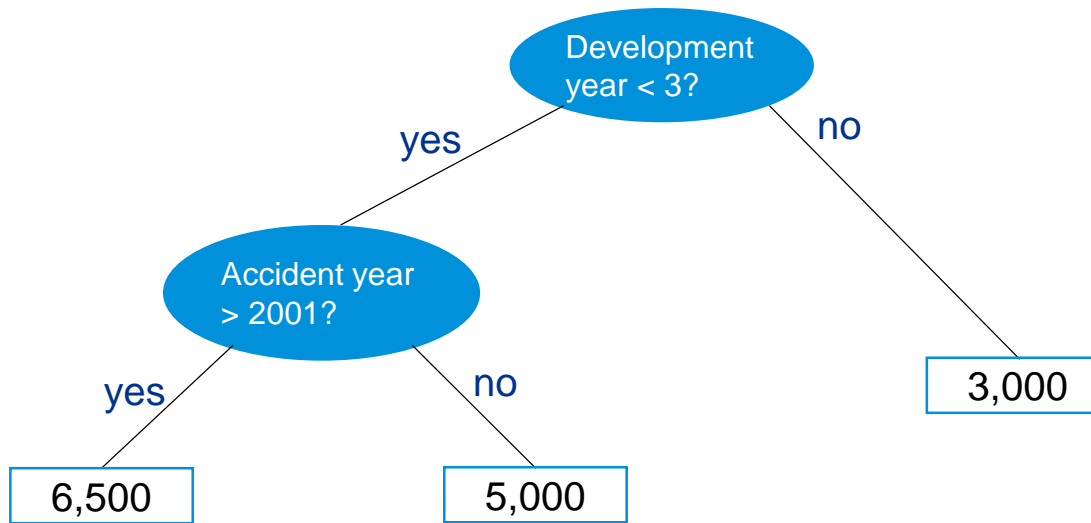 Development
year < 3?
yes
no
Accident year
> 2001?
yes
no
3,000
6,500
5,000